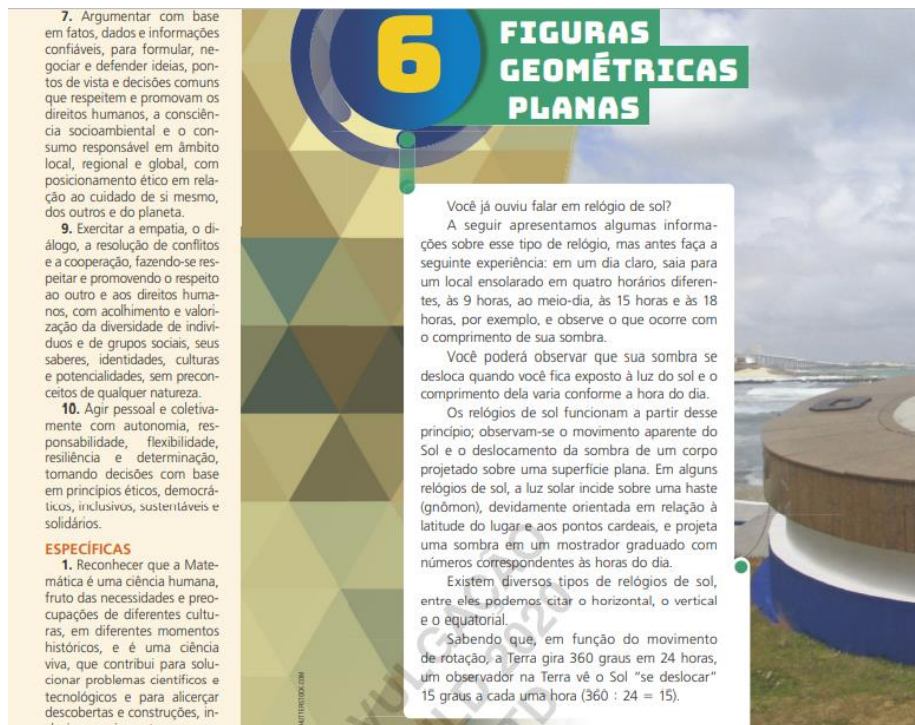 7. Argumentar com base
em fatos, dados e informações
confiáveis, para formular, ne-
gociar e defender ideias, pon-
tos de vista e decisões comuns
que respeitem e promovam os
direitos humanos, a consciên-
cia socioambiental e o con-
sumo responsável em âmbito
local, regional e global, com
posicionamento ético em rela-
ção ao cuidado de si mesmo,
dos outros e do planeta.
9. Exercitar a empatia, o di-
álogo, a resolução de conflitos
e a cooperação, fazendo-se res-
peitar e promovendo o respeito
ao outro e aos direitos huma-
nos, com acolhimento e valori-
zação da diversidade de indiví-
duos e de grupos sociais, seus
saberes, identidades, culturas
e potencialidades, sem precon-
ceitos de qualquer natureza.
10. Agir pessoal e coletiva-
mente com autonomia, res-
ponsabilidade, flexibilidade,
resiliência e determinação,
tomando decisões com base
em princípios éticos, democrá-
ticos, inclusivos, sustentáveis e
solidários.
ESPECÍFICAS
1. Reconhecer que a Mate-
mática é uma ciência humana,
fruto das necessidades e preo-
cupações de diferentes cultu-
ras, em diferentes momentos
históricos, e é uma ciência
viva, que contribui para solu-
cionar problemas científicos e
tecnológicos e para alicerçar
descobertas e construções, in-
6
FIGURAS
GEOMÉTRICAS
PLANAS
Você já ouviu falar em relógio de sol?
A seguir apresentamos algumas informa-
ções sobre esse tipo de relógio, mas antes faça a
seguinte experiência: em um dia claro, saia para
um local ensolarado em quatro horários diferen-
tes, às 9 horas, ao meio-dia, às 15 horas e às 18
horas, por exemplo, e observe o que ocorre com
o comprimento de sua sombra.
Você poderá observar que sua sombra se
desloca quando você fica exposto à luz do sol e o
comprimento dela varia conforme a hora do dia.
Os relógios de sol funcionam a partir desse
princípio; observam-se o movimento aparente do
Sol e o deslocamento da sombra de um corpo
projetado sobre uma superfície plana. Em alguns
relógios de sol, a luz solar incide sobre uma haste
(gnômon), devidamente orientada em relação à
latitude do lugar e aos pontos cardeais, e projeta
uma sombra em um mostrador graduado com
números correspondentes às horas do dia.
Existem diversos tipos de relógios de sol,
entre eles podemos citar o horizontal, o vertical
e o equatorial.
Sabendo que, em função do movimento
de rotação, a Terra gira 360 graus em 24 horas,
um observador na Terra vê o Sol “se deslocar”
15 graus a cada uma hora (360 : 24 = 15).